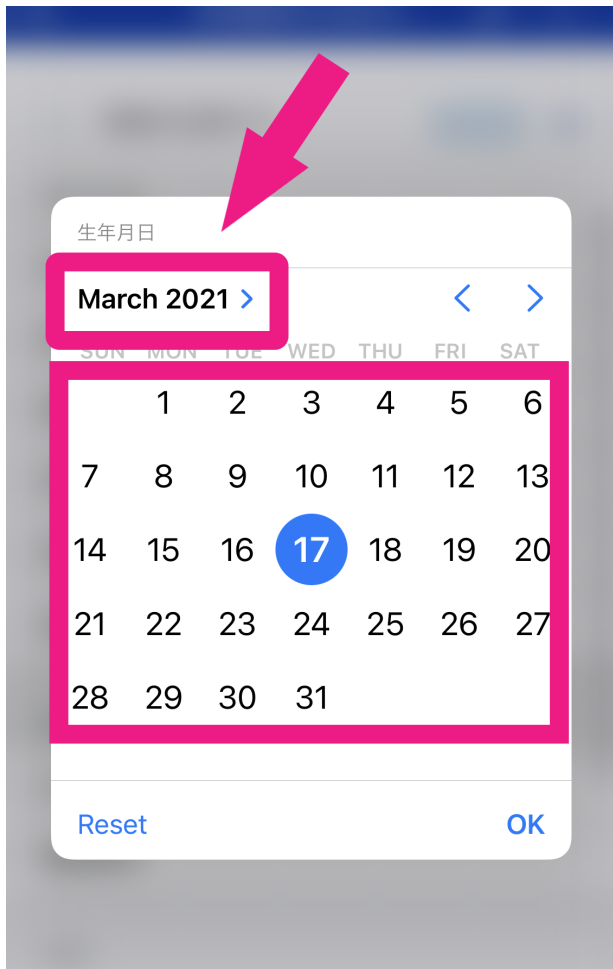 生年月日
March 2021
SUN MON TUE WED THU FRI SAT
1 2 3 4 5 6
7 8 9 10 11 12 13
14 15 16 17 18 19 20
21 22 23 24 25 26 27
28 29 30 31
Reset OK